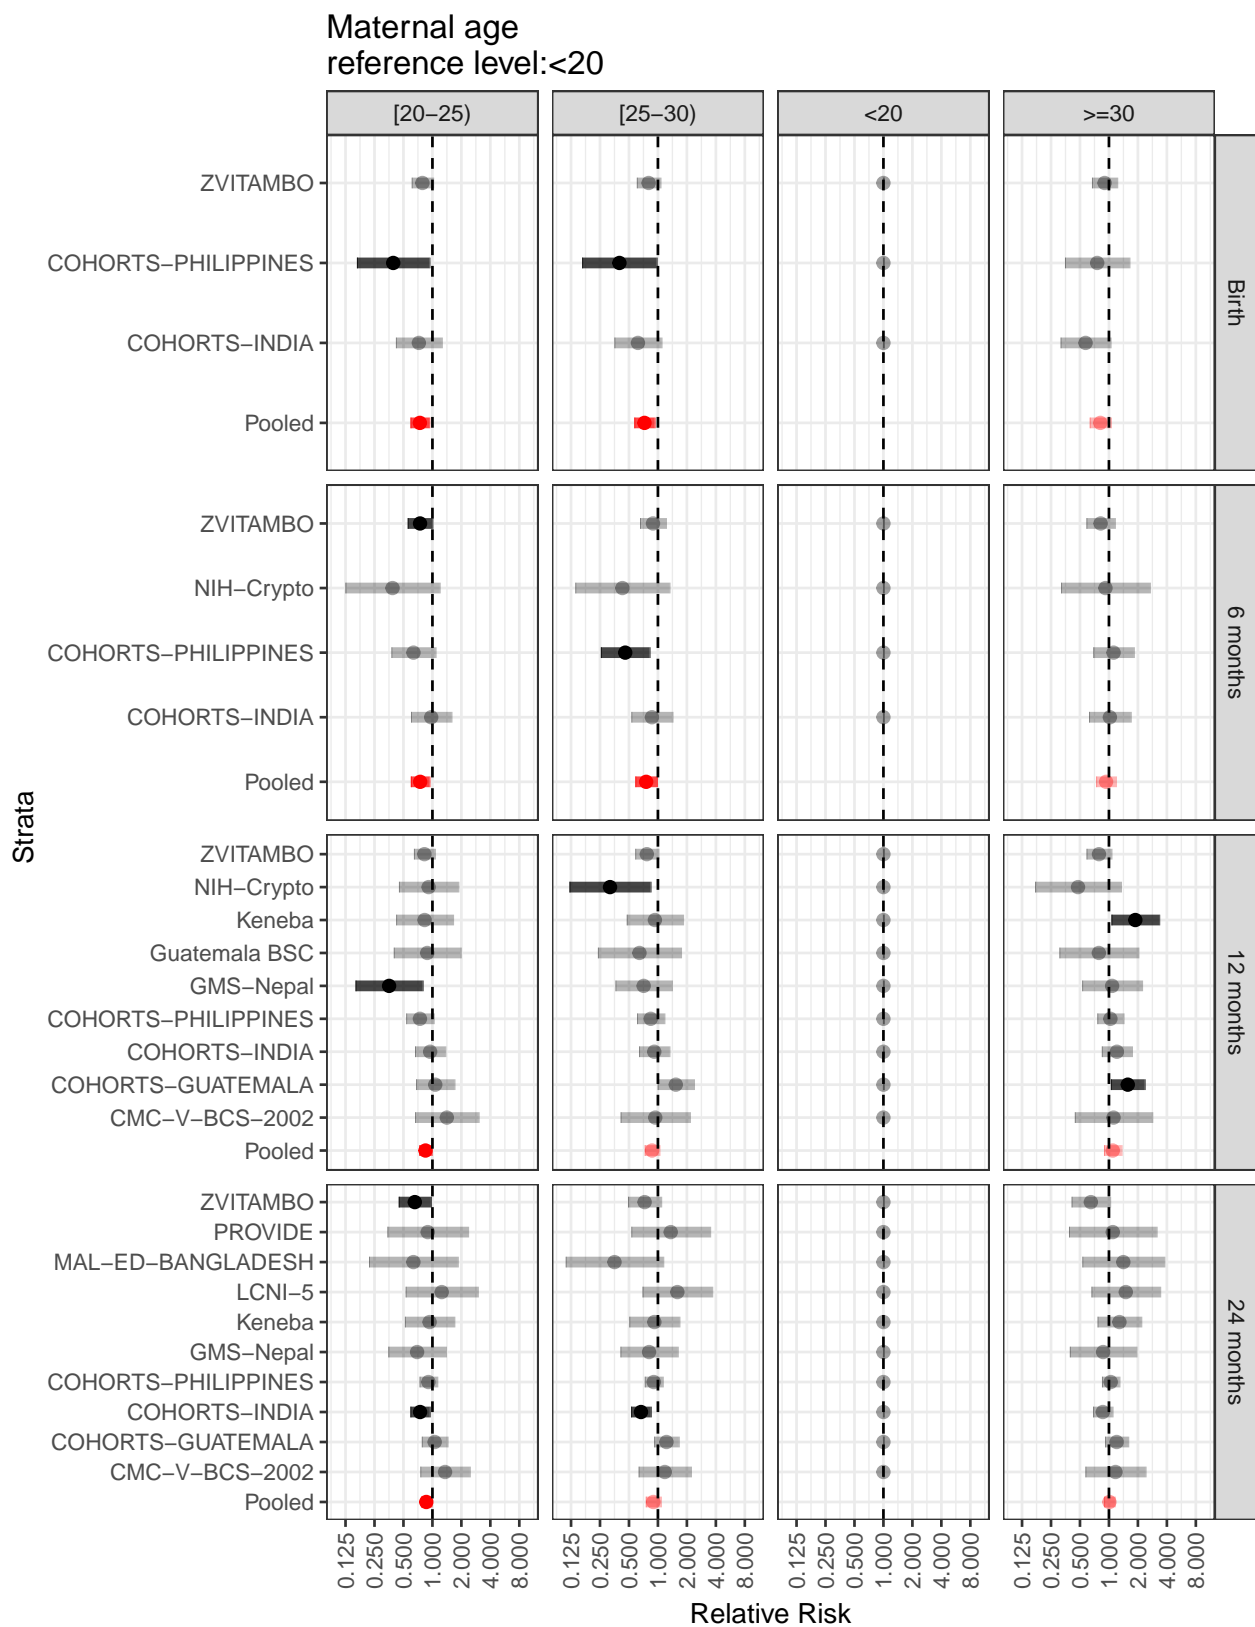 Maternal age
reference level:<20
[20−25)
[25−30)
<20
>=30
Strata
ZVITAMBO
COHORTS−PHILIPPINES
COHORTS−INDIA
Pooled
Birth
ZVITAMBO
NIH−Crypto
COHORTS−PHILIPPINES
COHORTS−INDIA
Pooled
6 months
ZVITAMBO
NIH−Crypto
Keneba
Guatemala BSC
GMS−Nepal
COHORTS−PHILIPPINES
COHORTS−INDIA
COHORTS−GUATEMALA
CMC−V−BCS−2002
Pooled
12 months
ZVITAMBO
PROVIDE
MAL−ED−BANGLADESH
LCNI−5
Keneba
GMS−Nepal
COHORTS−PHILIPPINES
COHORTS−INDIA
COHORTS−GUATEMALA
CMC−V−BCS−2002
Pooled
24 months
0.125 0.250 0.500 1.000 2.000 4.000 8.000
0.125 0.250 0.500 1.000 2.000 4.000 8.000
0.125 0.250 0.500 1.000 2.000 4.000 8.000
0.125 0.250 0.500 1.000 2.000 4.000 8.000
Relative Risk